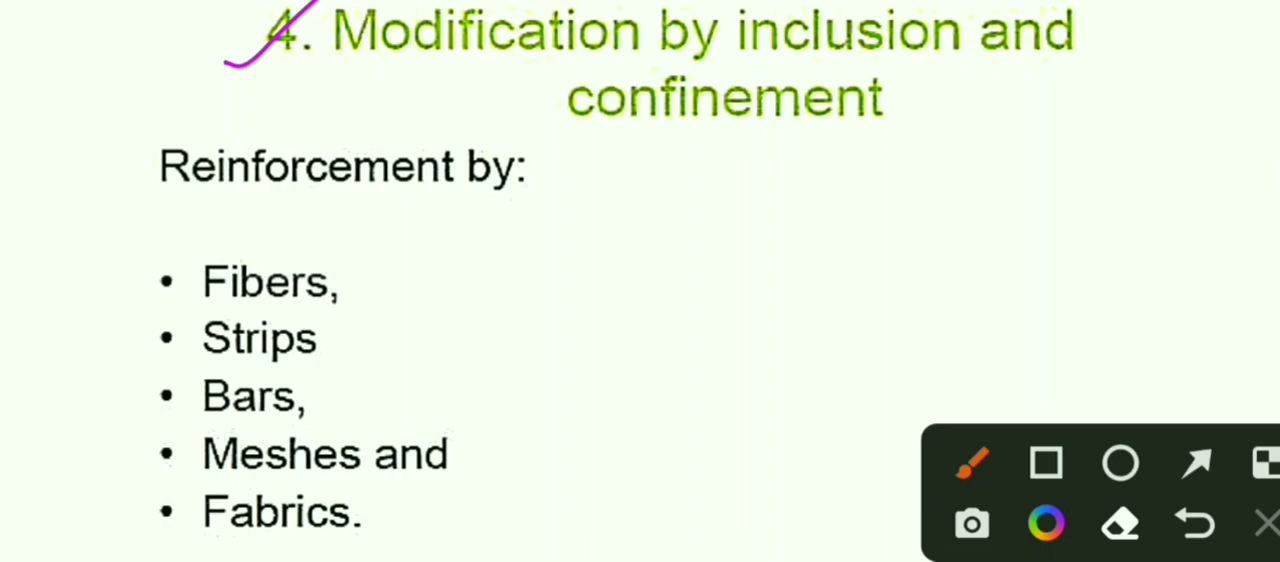 4. Modification by inclusion and
confinement
Reinforcement by:
• Fibers,
• Strips
• Bars,
• Meshes and
• Fabrics.